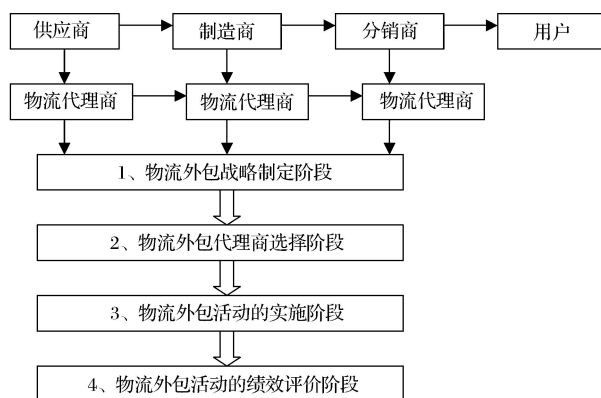 供应商 制造商 分销商 用户
物流代理商 物流代理商 物流代理商
1、物流外包战略制定阶段
2、物流外包代理商选择阶段
3、物流外包活动的实施阶段
4、物流外包活动的绩效评价阶段